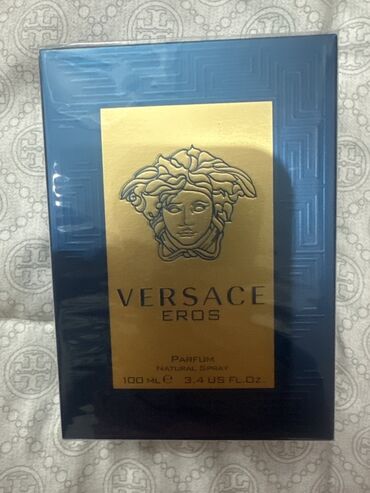 VERSACE
EROS
PARFUM
NATURAL SPRAY
100 ML ℮ 3.4 US FL.OZ.